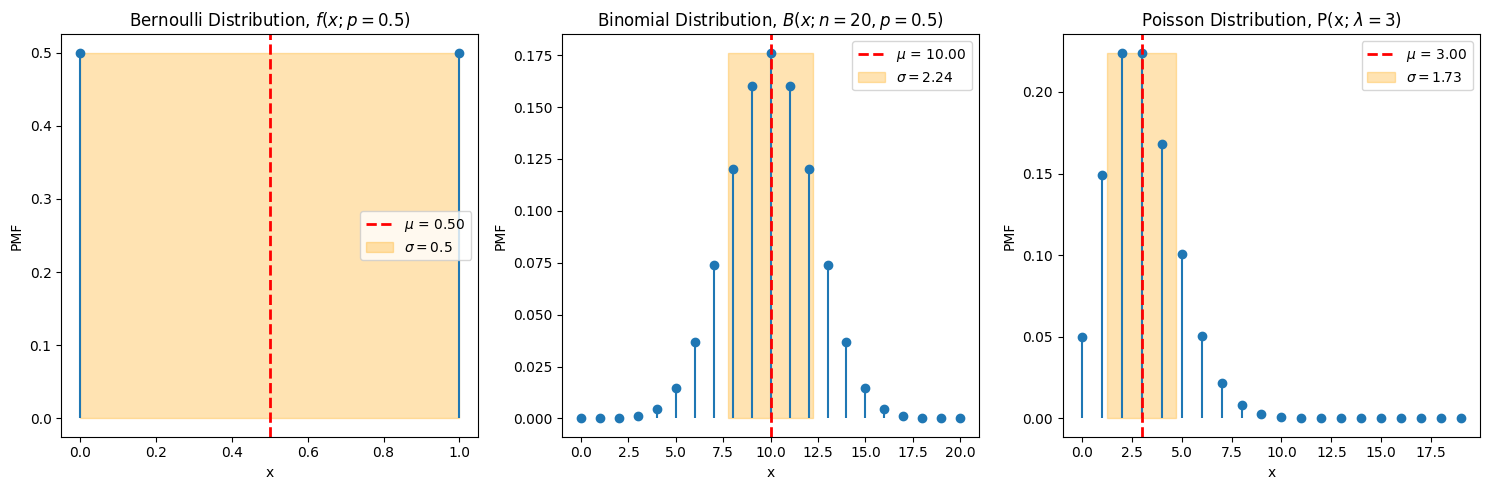 Bernoulli Distribution, f(x; p = 0.5)
0.5
0.4
0.3
0.2
0.1
0.0
PMF
μ = 0.50
σ = 0.5
0.0 0.2 0.4 0.6 0.8 1.0
x
Binomial Distribution, B(x; n = 20, p = 0.5)
0.175
0.150
0.125
0.100
0.075
0.050
0.025
0.000
PMF
μ = 10.00
σ = 2.24
0.0 2.5 5.0 7.5 10.0 12.5 15.0 17.5 20.0
x
Poisson Distribution, P(x; λ = 3)
0.20
0.15
0.10
0.05
0.00
PMF
μ = 3.00
σ = 1.73
0.0 2.5 5.0 7.5 10.0 12.5 15.0 17.5
x